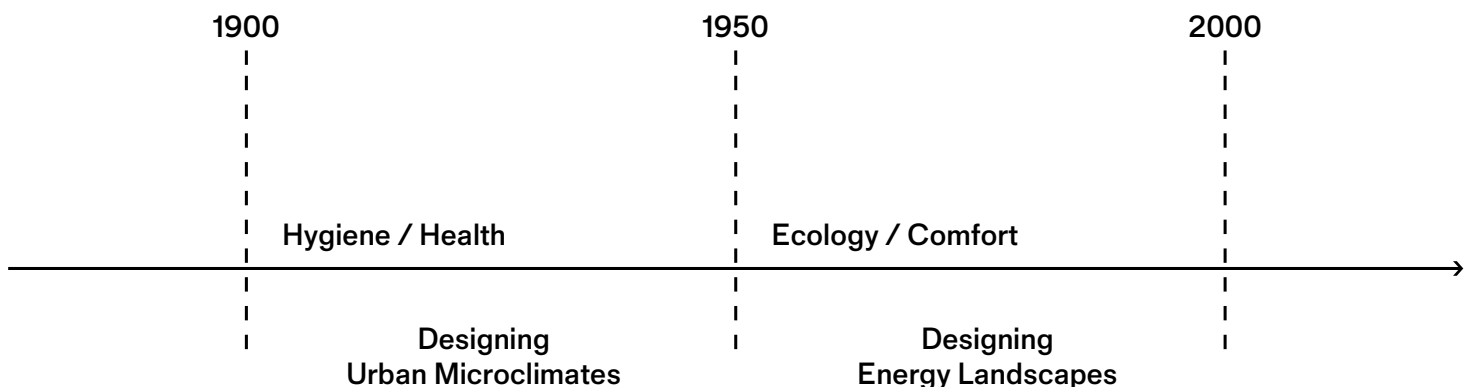 1900
1950
2000
Hygiene / Health
Ecology / Comfort
Designing
Urban Microclimates
Designing
Energy Landscapes